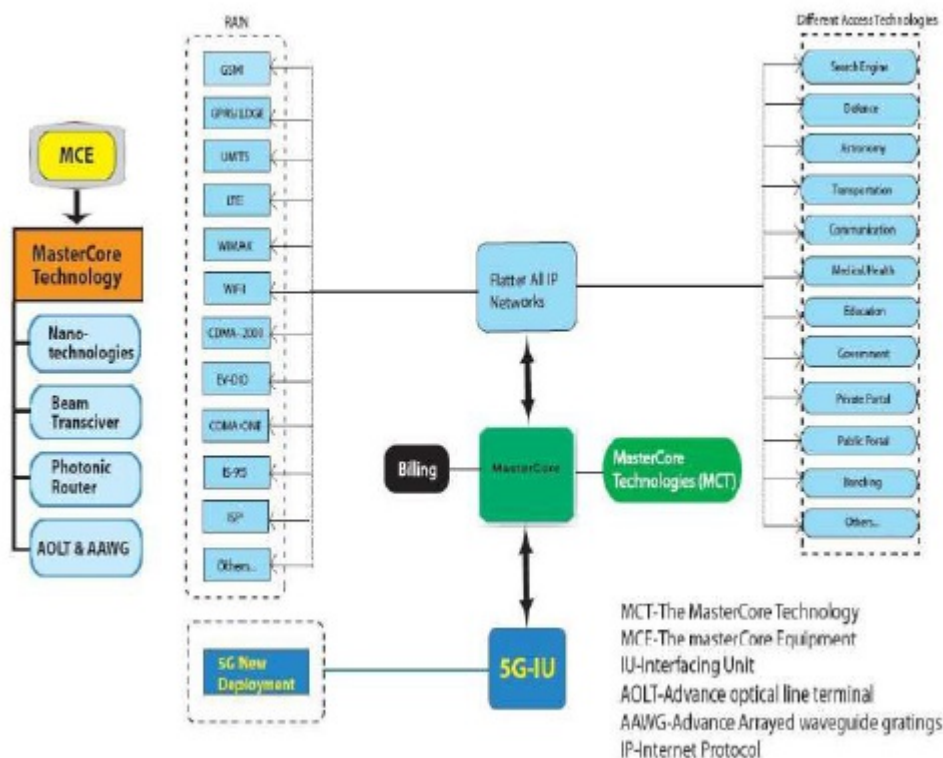 RAIN
GSM
UMTS
LTE
WIMAX
WIFI
CDMA-2000
EV-DO
CDMA-ONE
IS-95
ISP
Others...
MCE
MasterCore
Technology
Nano-
technologies
Beam
Transciver
Photonic
Router
AOLT & AAWG
Flatter All IP
Networks
Billing
MasterCore
MasterCore
Technologies (MCT)
5G New
Deployment
5G-IU
Different Access Technologies
Search Engine
Defence
Astronomy
Transportation
Communication
Medical/Health
Education
Government
Private Portal
Public Portal
Others...
MCT-The MasterCore Technology
MCE-The masterCore Equipment
IU-Interfacing Unit
AOLT-Advance optical line terminal
AAWG-Advance Arrayed waveguide gratings
IP-Internet Protocol